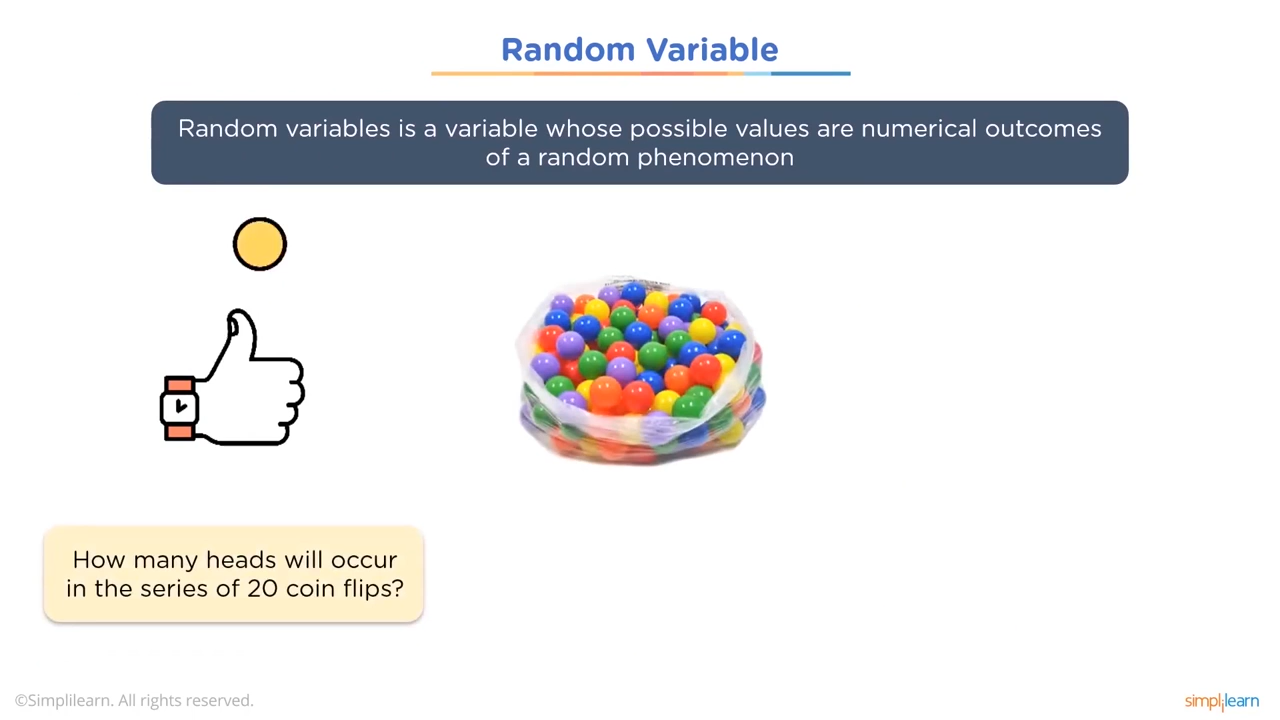 Random Variable
Random variables is a variable whose possible values are numerical outcomes
of a random phenomenon
How many heads will occur
in the series of 20 coin flips?
©Simplilearn. All rights reserved.
simplilearn